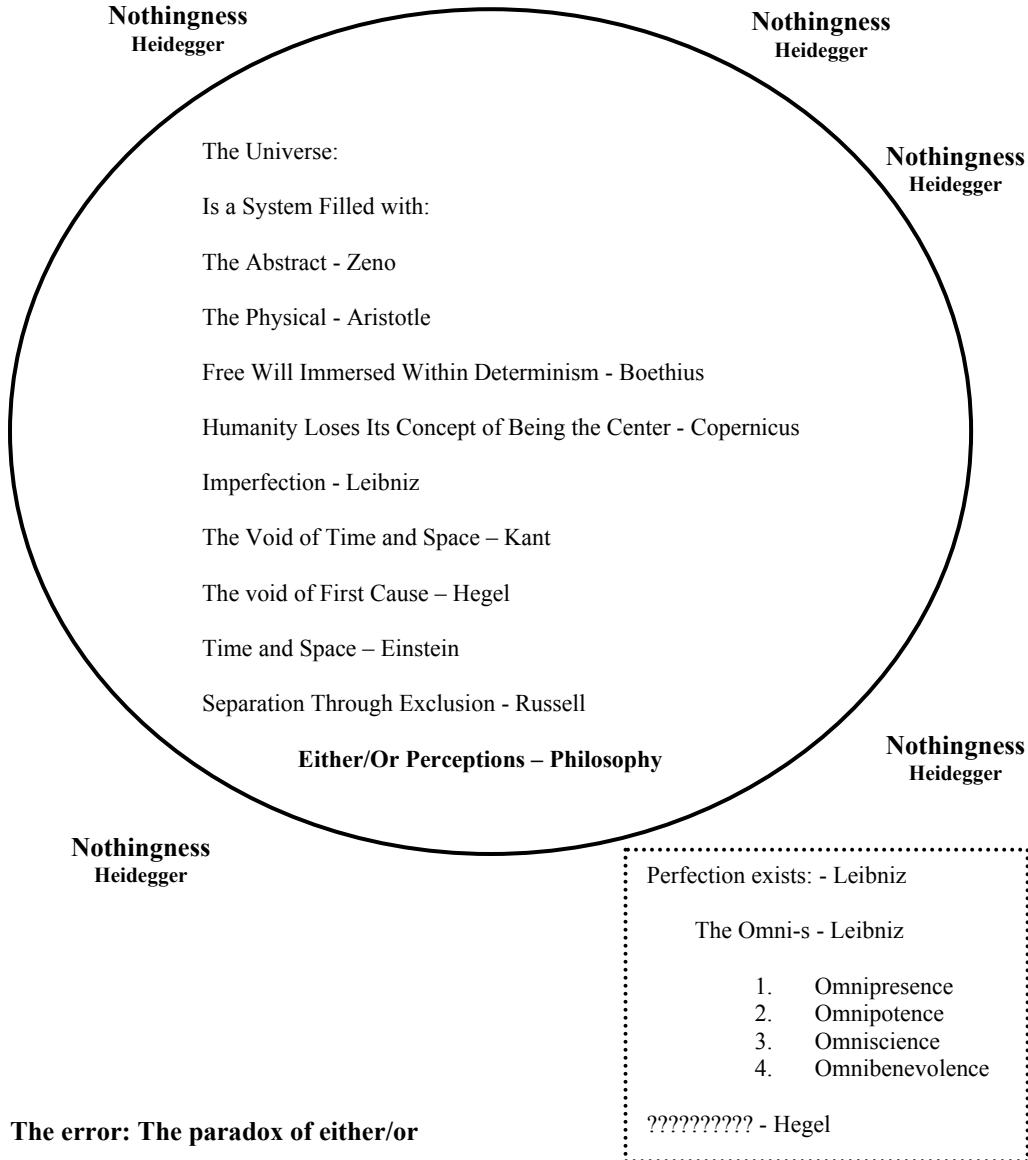 Nothingness
Heidegger
Nothingness
Heidegger
The Universe:
Nothingness
Heidegger
Is a System Filled with:
The Abstract - Zeno
The Physical - Aristotle
Free Will Immersed Within Determinism - Boethius
Humanity Loses Its Concept of Being the Center - Copernicus
Imperfection - Leibniz
The Void of Time and Space – Kant
The void of First Cause – Hegel
Time and Space – Einstein
Separation Through Exclusion - Russell
Either/Or Perceptions – Philosophy
Nothingness
Heidegger
Nothingness
Heidegger
Perfection exists: - Leibniz
The Omni-s - Leibniz
1. Omnipresence
2. Omnipotence
3. Omniscience
4. Omnibenevolence
?????????? - Hegel
The error: The paradox of either/or